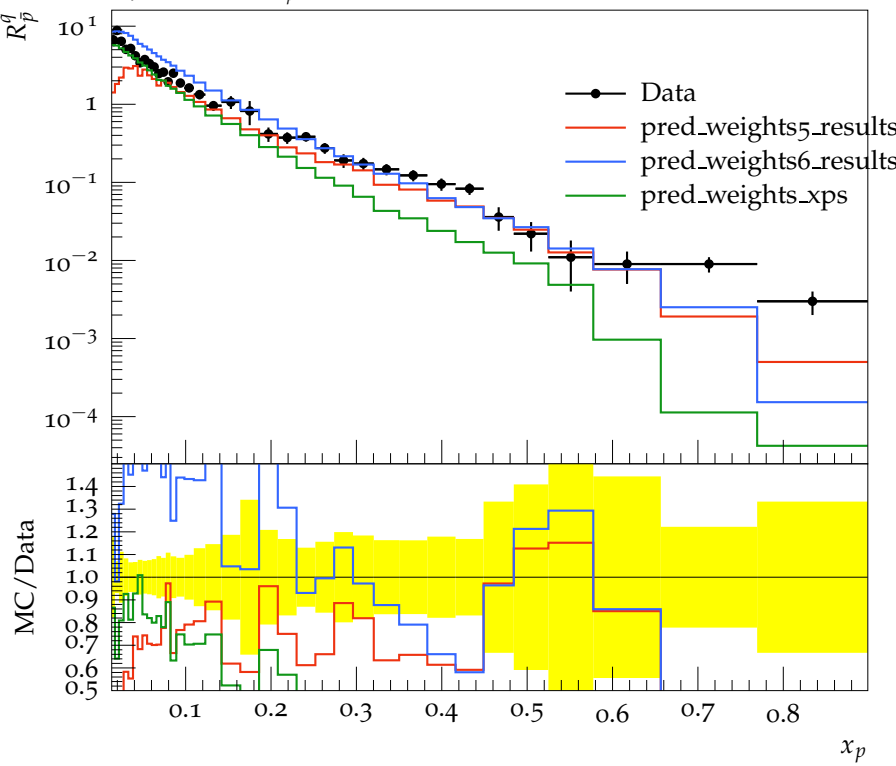 R^q_{\bar{p}}
10^1
1
10^−1
10^−2
10^−3
10^−4
Data
pred_weights5_results
pred_weights6_results
pred_weights_xps
MC/Data
1.4
1.3
1.2
1.1
1.0
0.9
0.8
0.7
0.6
0.5
0.1 0.2 0.3 0.4 0.5 0.6 0.7 0.8
x_p